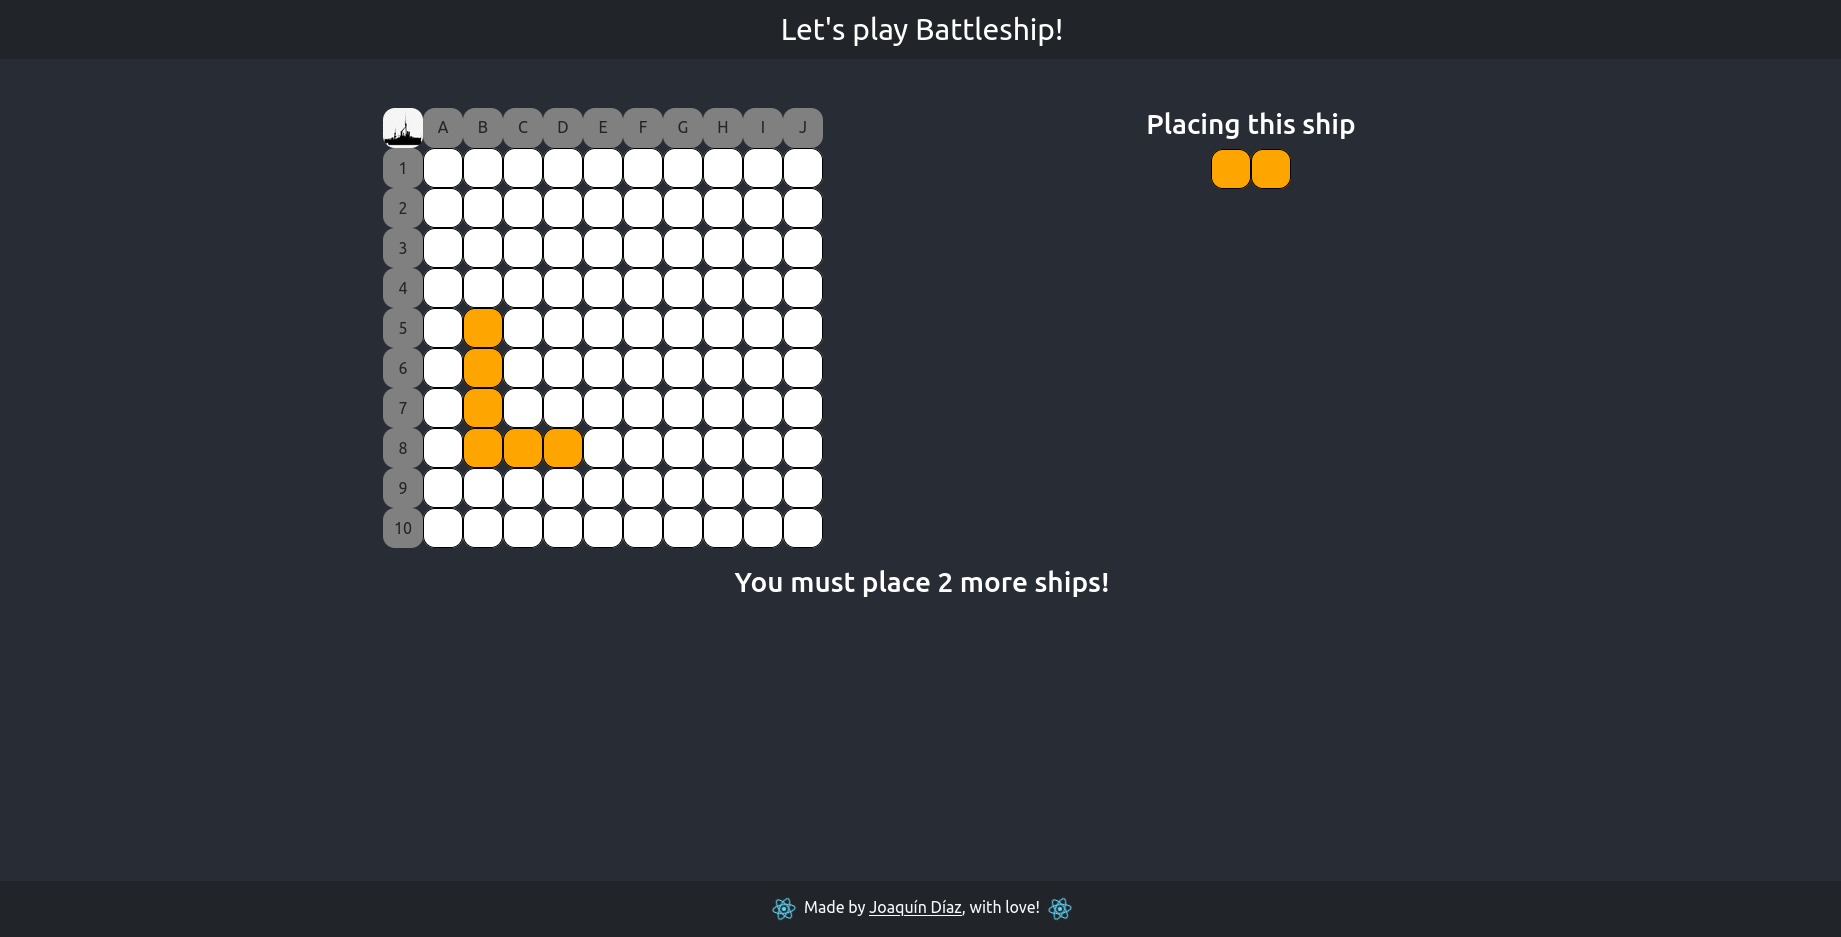 Let's play Battleship!
A B C D E F G H I J
Placing this ship
1
2
3
4
5
6
7
8
9
10
You must place 2 more ships!
Made by Joaquín Díaz, with love!